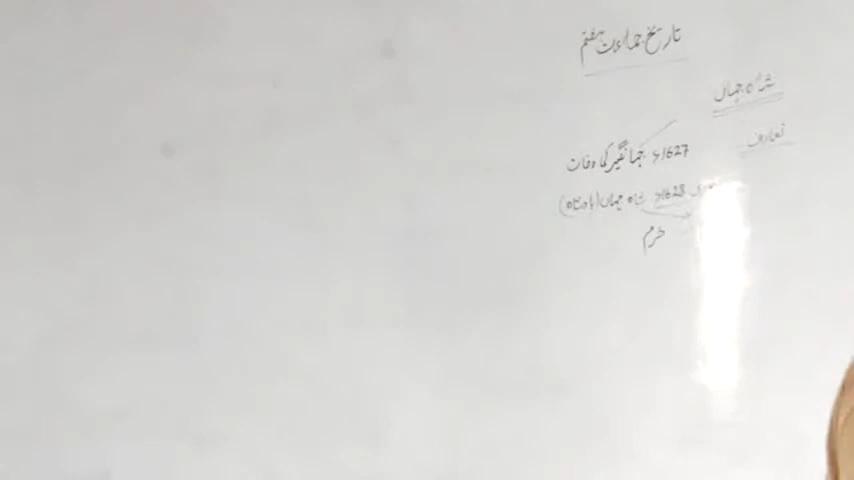 تاریخ جماعت ہفتم
شاہ جہاں
تعارف
1627ء جہانگیر کی وفات
1628ء شاہ جہاں (بادشاہ)
خرم